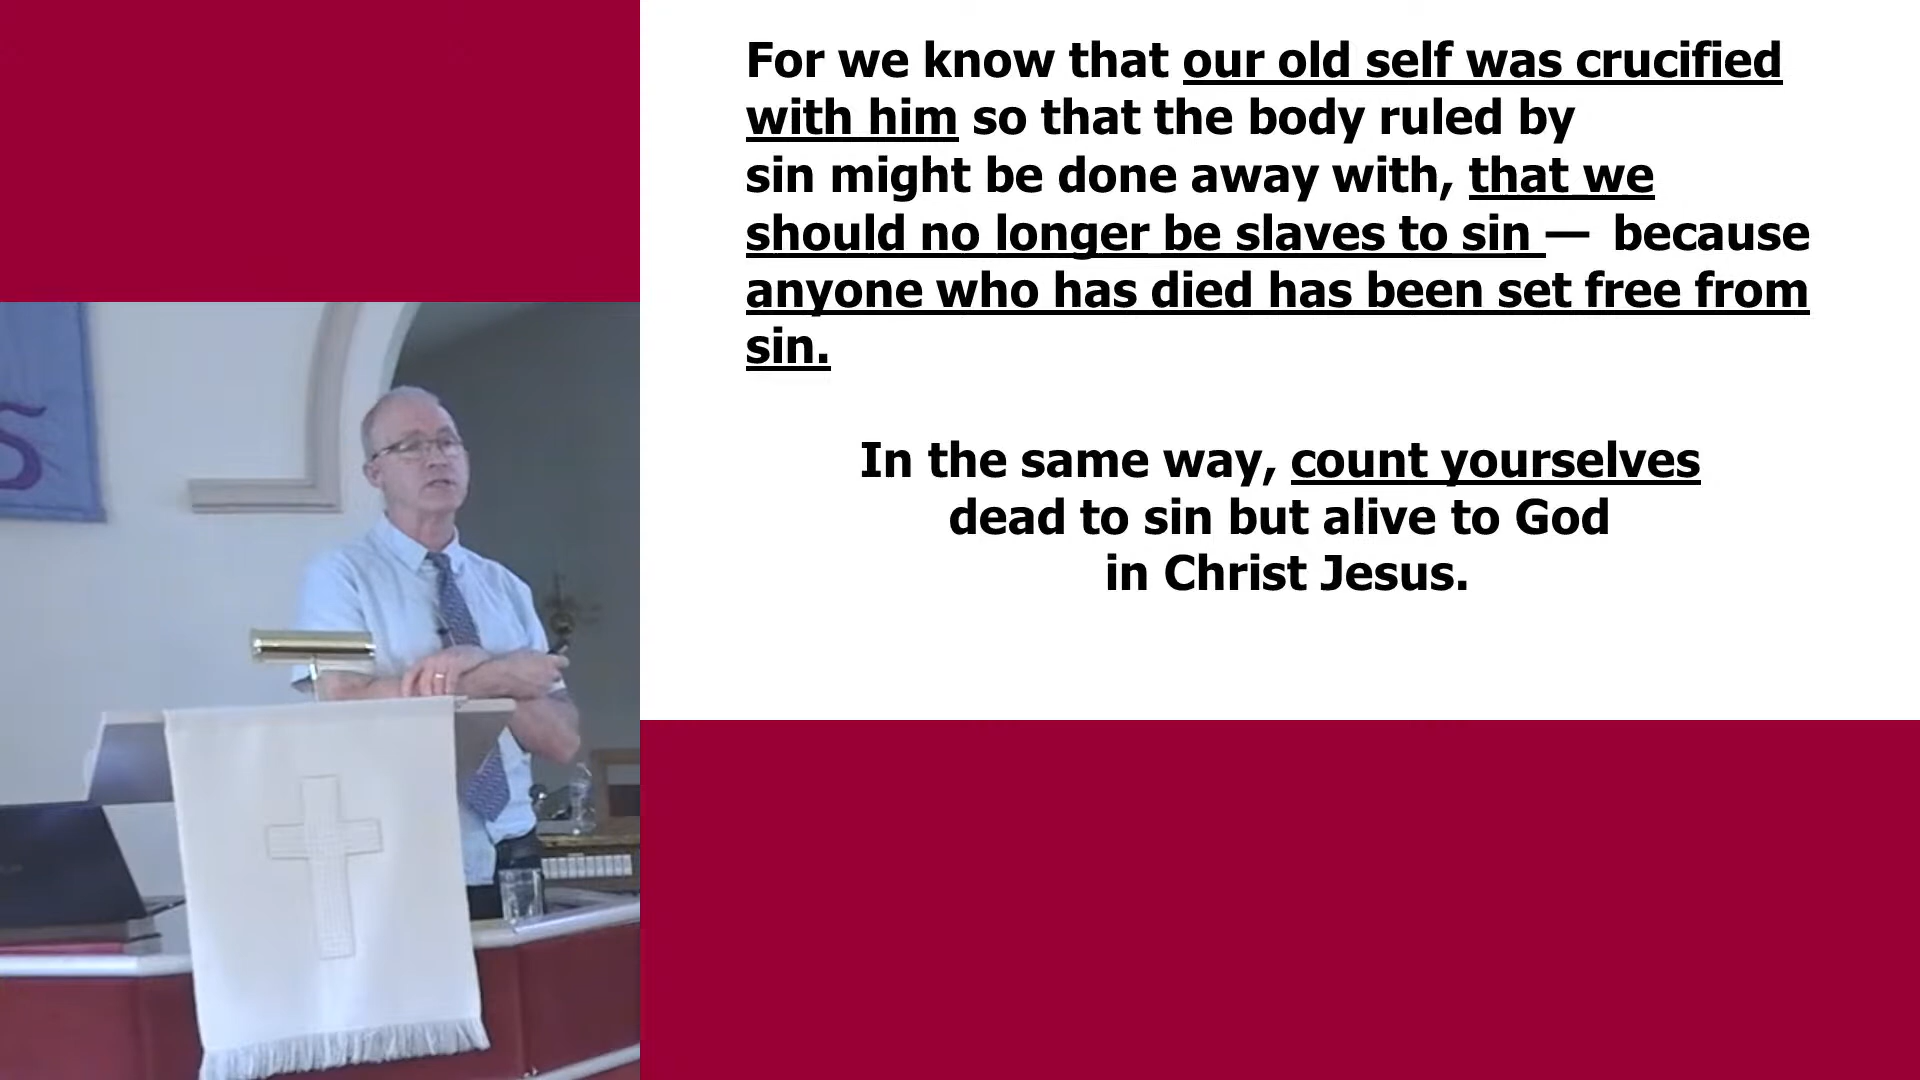 For we know that our old self was crucified
with him so that the body ruled by
sin might be done away with, that we
should no longer be slaves to sin — because
anyone who has died has been set free from
sin.
In the same way, count yourselves
dead to sin but alive to God
in Christ Jesus.
S